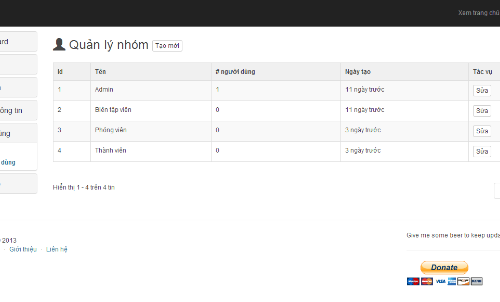 Xem trang chủ
Quản lý nhóm Tạo mới
Id Tên # người dùng Ngày tạo Tác vụ
1 Admin 1 11 ngày trước Sửa
2 Biên tập viên 0 11 ngày trước Sửa
3 Phóng viên 0 3 ngày trước Sửa
4 Thành viên 0 3 ngày trước Sửa
ông tin
dùng
Hiển thị 1 - 4 trên 4 tin
Give me some beer to keep upda
2013
Giới thiệu Liên hệ
Donate